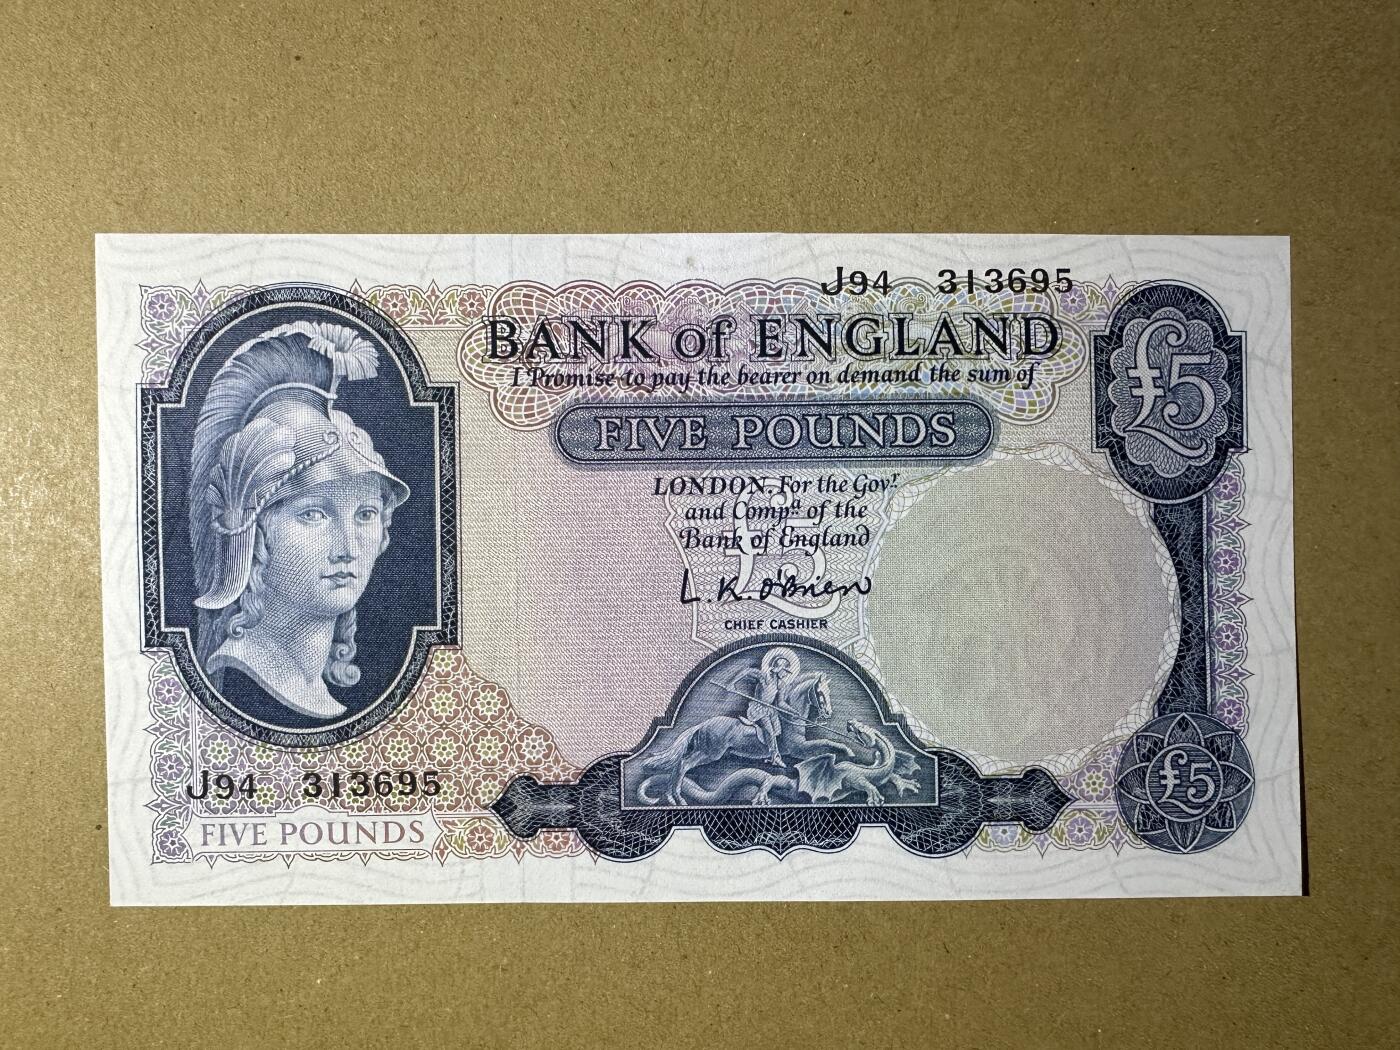 J94 313695
BANK of ENGLAND
I Promise to pay the bearer on demand the sum of
FIVE POUNDS
£5
LONDON. For the Govr
and Compa of the
Bank of England
£5
L.K. O'Brien
CHIEF CASHIER
J94 313695
£5
FIVE POUNDS